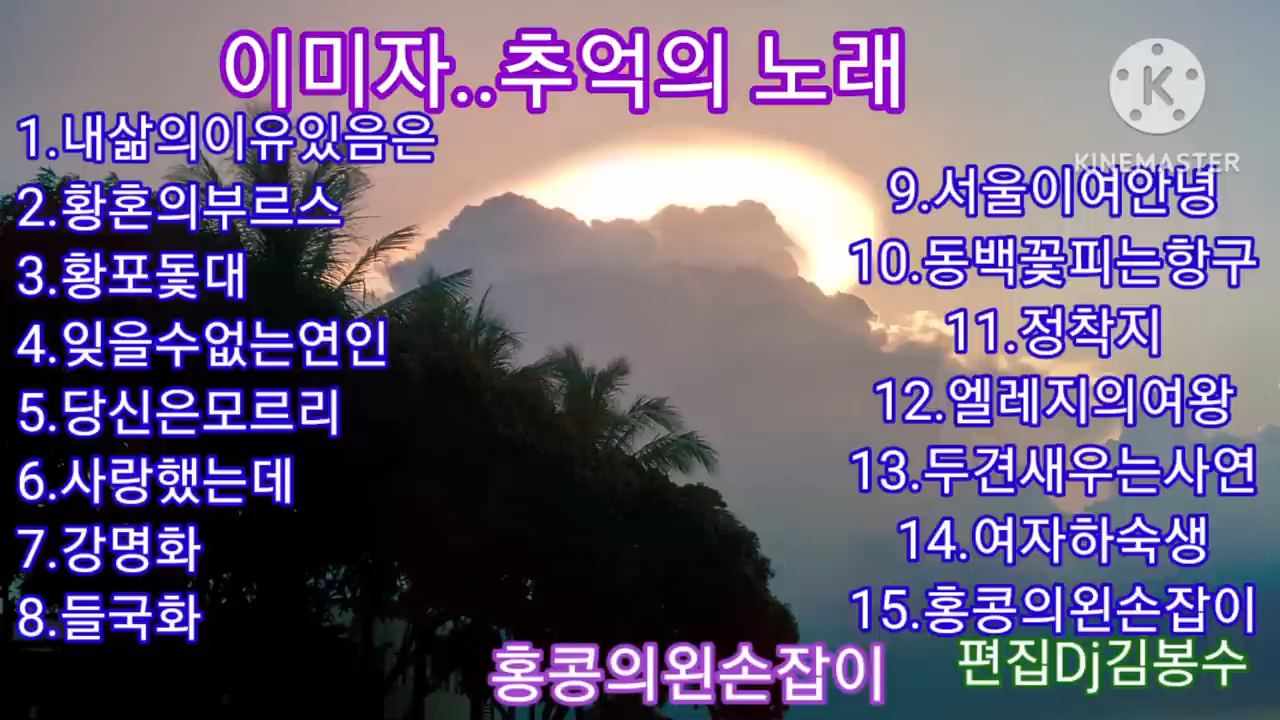 이미자..추억의 노래
KINEMASTER
1.내삶의이유있음은
2.황혼의부르스
3.황포돛대
4.잊을수없는연인
5.당신은모르리
6.사랑했는데
7.강명화
8.들국화
9.서울이여안녕
10.동백꽃피는항구
11.정착지
12.엘레지의여왕
13.두견새우는사연
14.여자하숙생
15.홍콩의왼손잡이
홍콩의왼손잡이
편집Dj김봉수